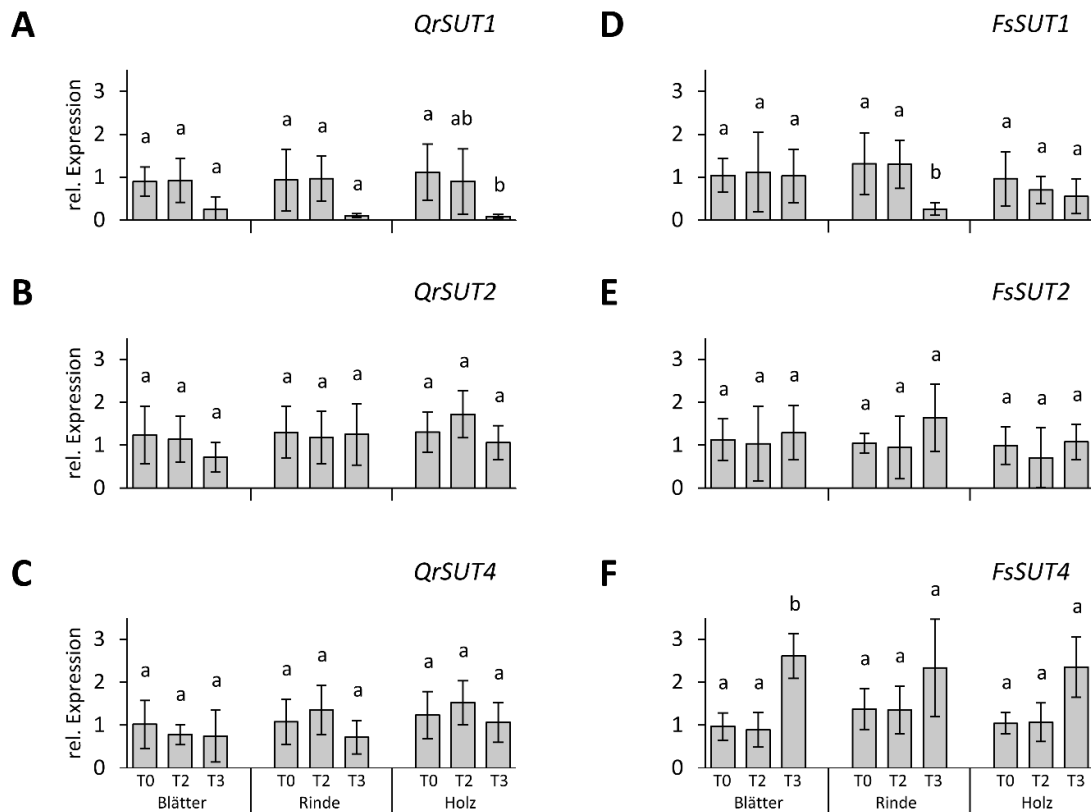 A QrSUT1
rel. Expression
3
2
1
0
a a a a a a a ab b
D FsSUT1
3
2
1
0
a a a a a b a a a
B QrSUT2
rel. Expression
3
2
1
0
a a a a a a a a a
E FsSUT2
3
2
1
0
a a a a a a a a a
C QrSUT4
rel. Expression
3
2
1
0
a a a a a a a a a
T0 T2 T3 T0 T2 T3 T0 T2 T3
Blätter Rinde Holz
F FsSUT4
3
2
1
0
a a b a a a a a a
T0 T2 T3 T0 T2 T3 T0 T2 T3
Blätter Rinde Holz